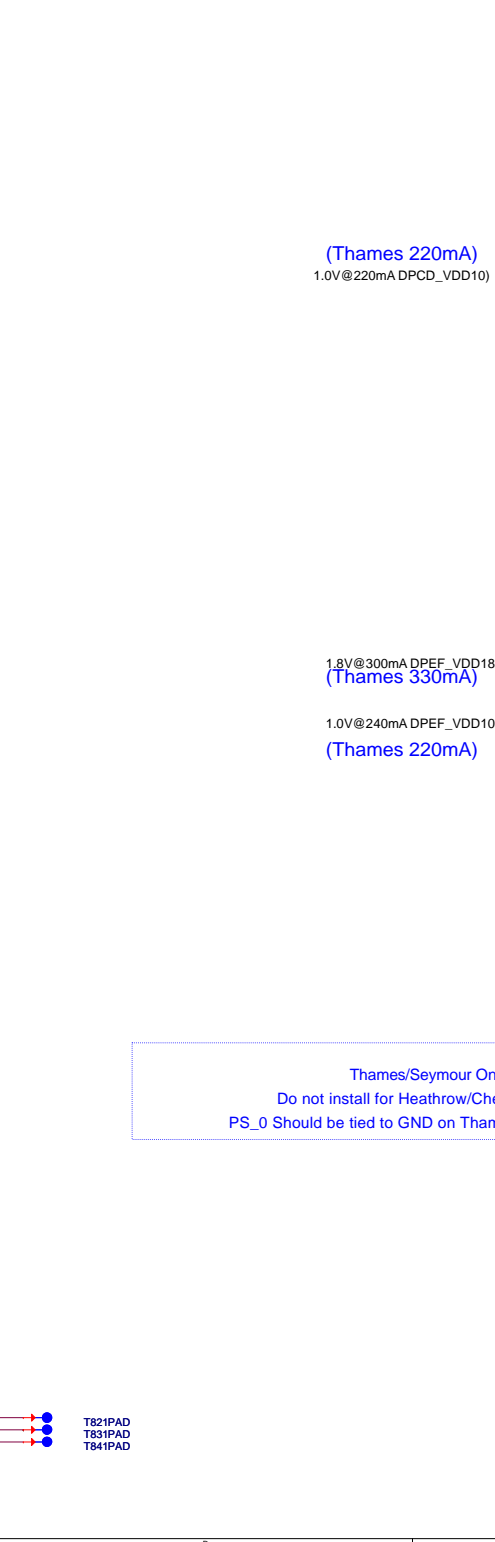 (Thames 220mA)
1.0V@220mA DPCD_VDD10)
1.8V@300mA DPEF_VDD18
(Thames 330mA)
1.0V@240mA DPEF_VDD10
(Thames 220mA)
Thames/Seymour On
Do not install for Heathrow/Che
PS_0 Should be tied to GND on Tham
T821PAD
T831PAD
T841PAD